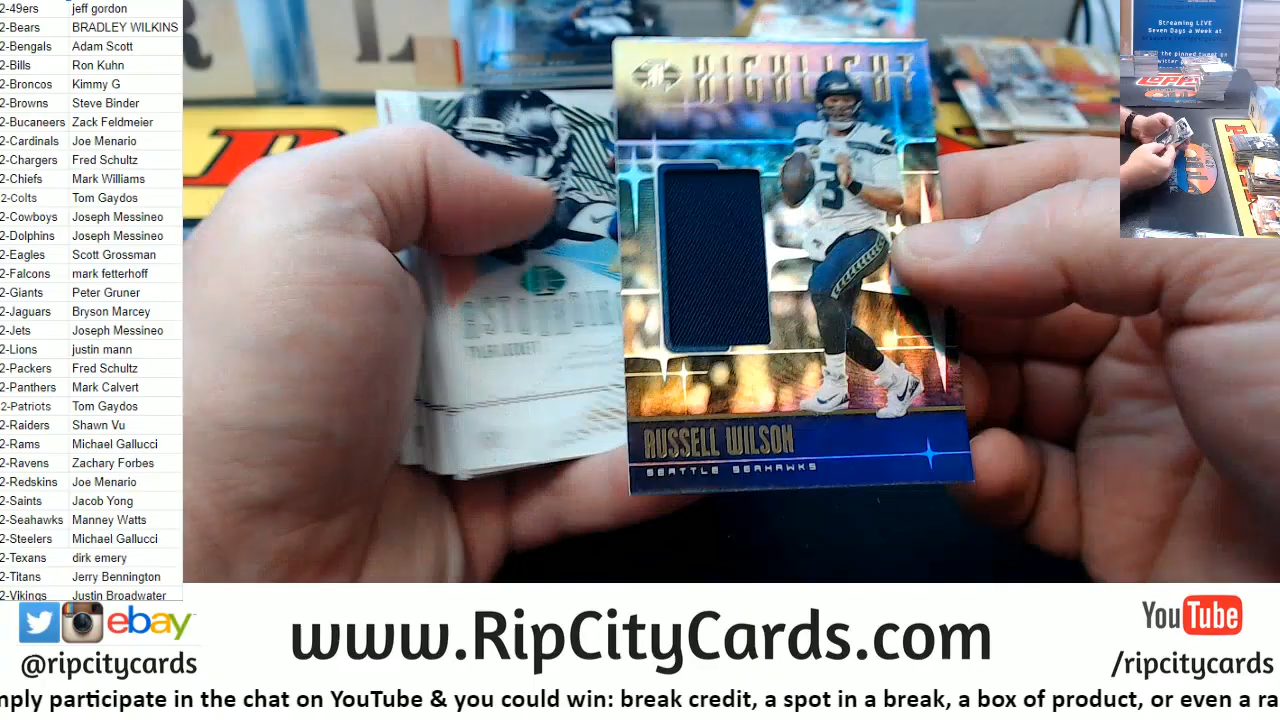 2-49ers jeff gordon
2-Bears BRADLEY WILKINS
2-Bengals Adam Scott
2-Bills Ron Kuhn
2-Broncos Kimmy G
2-Browns Steve Binder
2-Bucaneers Zack Feldmeier
2-Cardinals Joe Menario
2-Chargers Fred Schultz
2-Chiefs Mark Williams
2-Colts Tom Gaydos
2-Cowboys Joseph Messineo
2-Dolphins Joseph Messineo
2-Eagles Scott Grossman
2-Falcons mark fetterhoff
2-Giants Peter Gruner
2-Jaguars Bryson Marcey
2-Jets Joseph Messineo
2-Lions justin mann
2-Packers Fred Schultz
2-Panthers Mark Calvert
2-Patriots Tom Gaydos
2-Raiders Shawn Vu
2-Rams Michael Gallucci
2-Ravens Zachary Forbes
2-Redskins Joe Menario
2-Saints Jacob Yong
2-Seahawks Manney Watts
2-Steelers Michael Gallucci
2-Texans dirk emery
2-Titans Jerry Bennington
2-Vikings Justin Broadwater
HIGHLIGHT
3
RUSSELL WILSON
SEATTLE SEAHAWKS
Streaming LIVE
Seven Days a Week at
the pinned tweet on
Topps
ebay
@ripcitycards
www.RipCityCards.com
YouTube
/ripcitycards
mply participate in the chat on YouTube & you could win: break credit, a spot in a break, a box of product, or even a ra